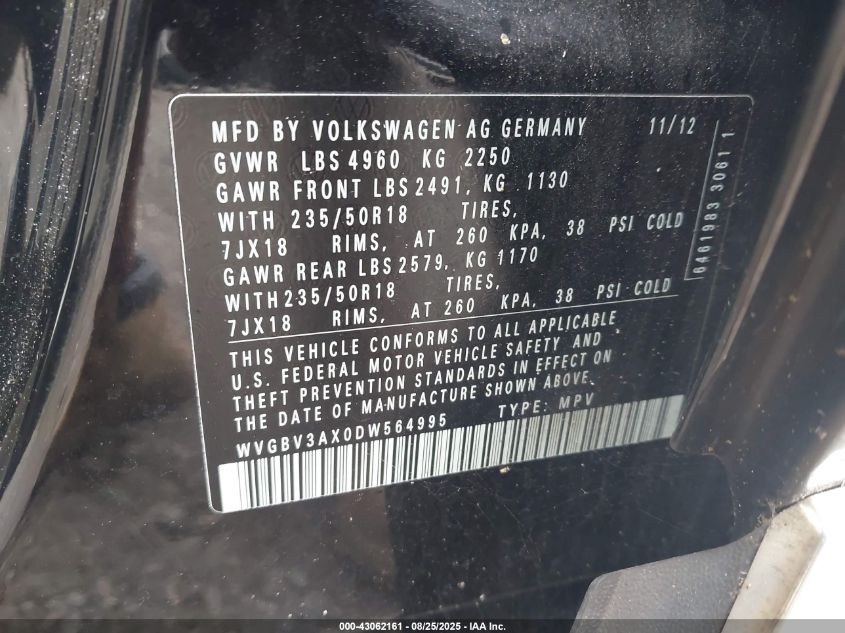 MFD BY VOLKSWAGEN AG GERMANY 11/12
GVWR LBS 4960 KG 2250
GAWR FRONT LBS 2491, KG 1130
WITH 235/50R18 TIRES,
7JX18 RIMS, AT 260 KPA, 38 PSI COLD
GAWR REAR LBS 2579, KG 1170
WITH 235/50R18 TIRES,
7JX18 RIMS, AT 260 KPA, 38 PSI COLD
THIS VEHICLE CONFORMS TO ALL APPLICABLE
U.S. FEDERAL MOTOR VEHICLE SAFETY AND
THEFT PREVENTION STANDARDS IN EFFECT ON
THE DATE OF MANUFACTURE SHOWN ABOVE.
WVGBV3AX0DW564995 TYPE: MPV
6461983 3061 1
000-43062161 - 08/25/2025 - IAA Inc.